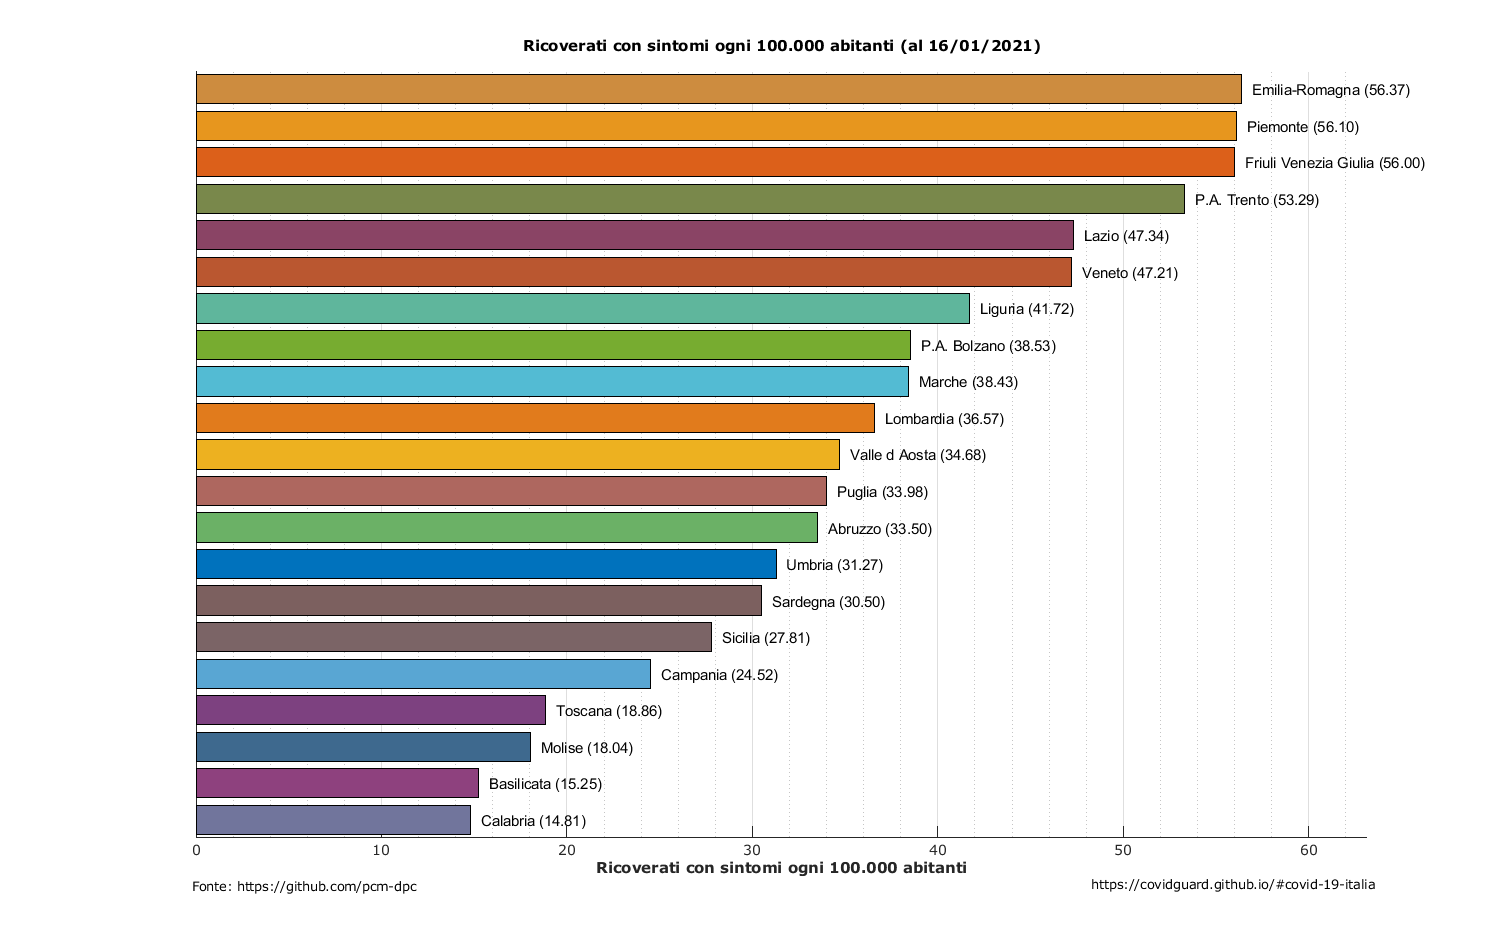 Ricoverati con sintomi ogni 100.000 abitanti (al 16/01/2021)
Emilia-Romagna (56.37)
Piemonte (56.10)
Friuli Venezia Giulia (56.00)
P.A. Trento (53.29)
Lazio (47.34)
Veneto (47.21)
Liguria (41.72)
P.A. Bolzano (38.53)
Marche (38.43)
Lombardia (36.57)
Valle d Aosta (34.68)
Puglia (33.98)
Abruzzo (33.50)
Umbria (31.27)
Sardegna (30.50)
Sicilia (27.81)
Campania (24.52)
Toscana (18.86)
Molise (18.04)
Basilicata (15.25)
Calabria (14.81)
0 10 20 30 40 50 60
Ricoverati con sintomi ogni 100.000 abitanti
Fonte: https://github.com/pcm-dpc
https://covidguard.github.io/#covid-19-italia